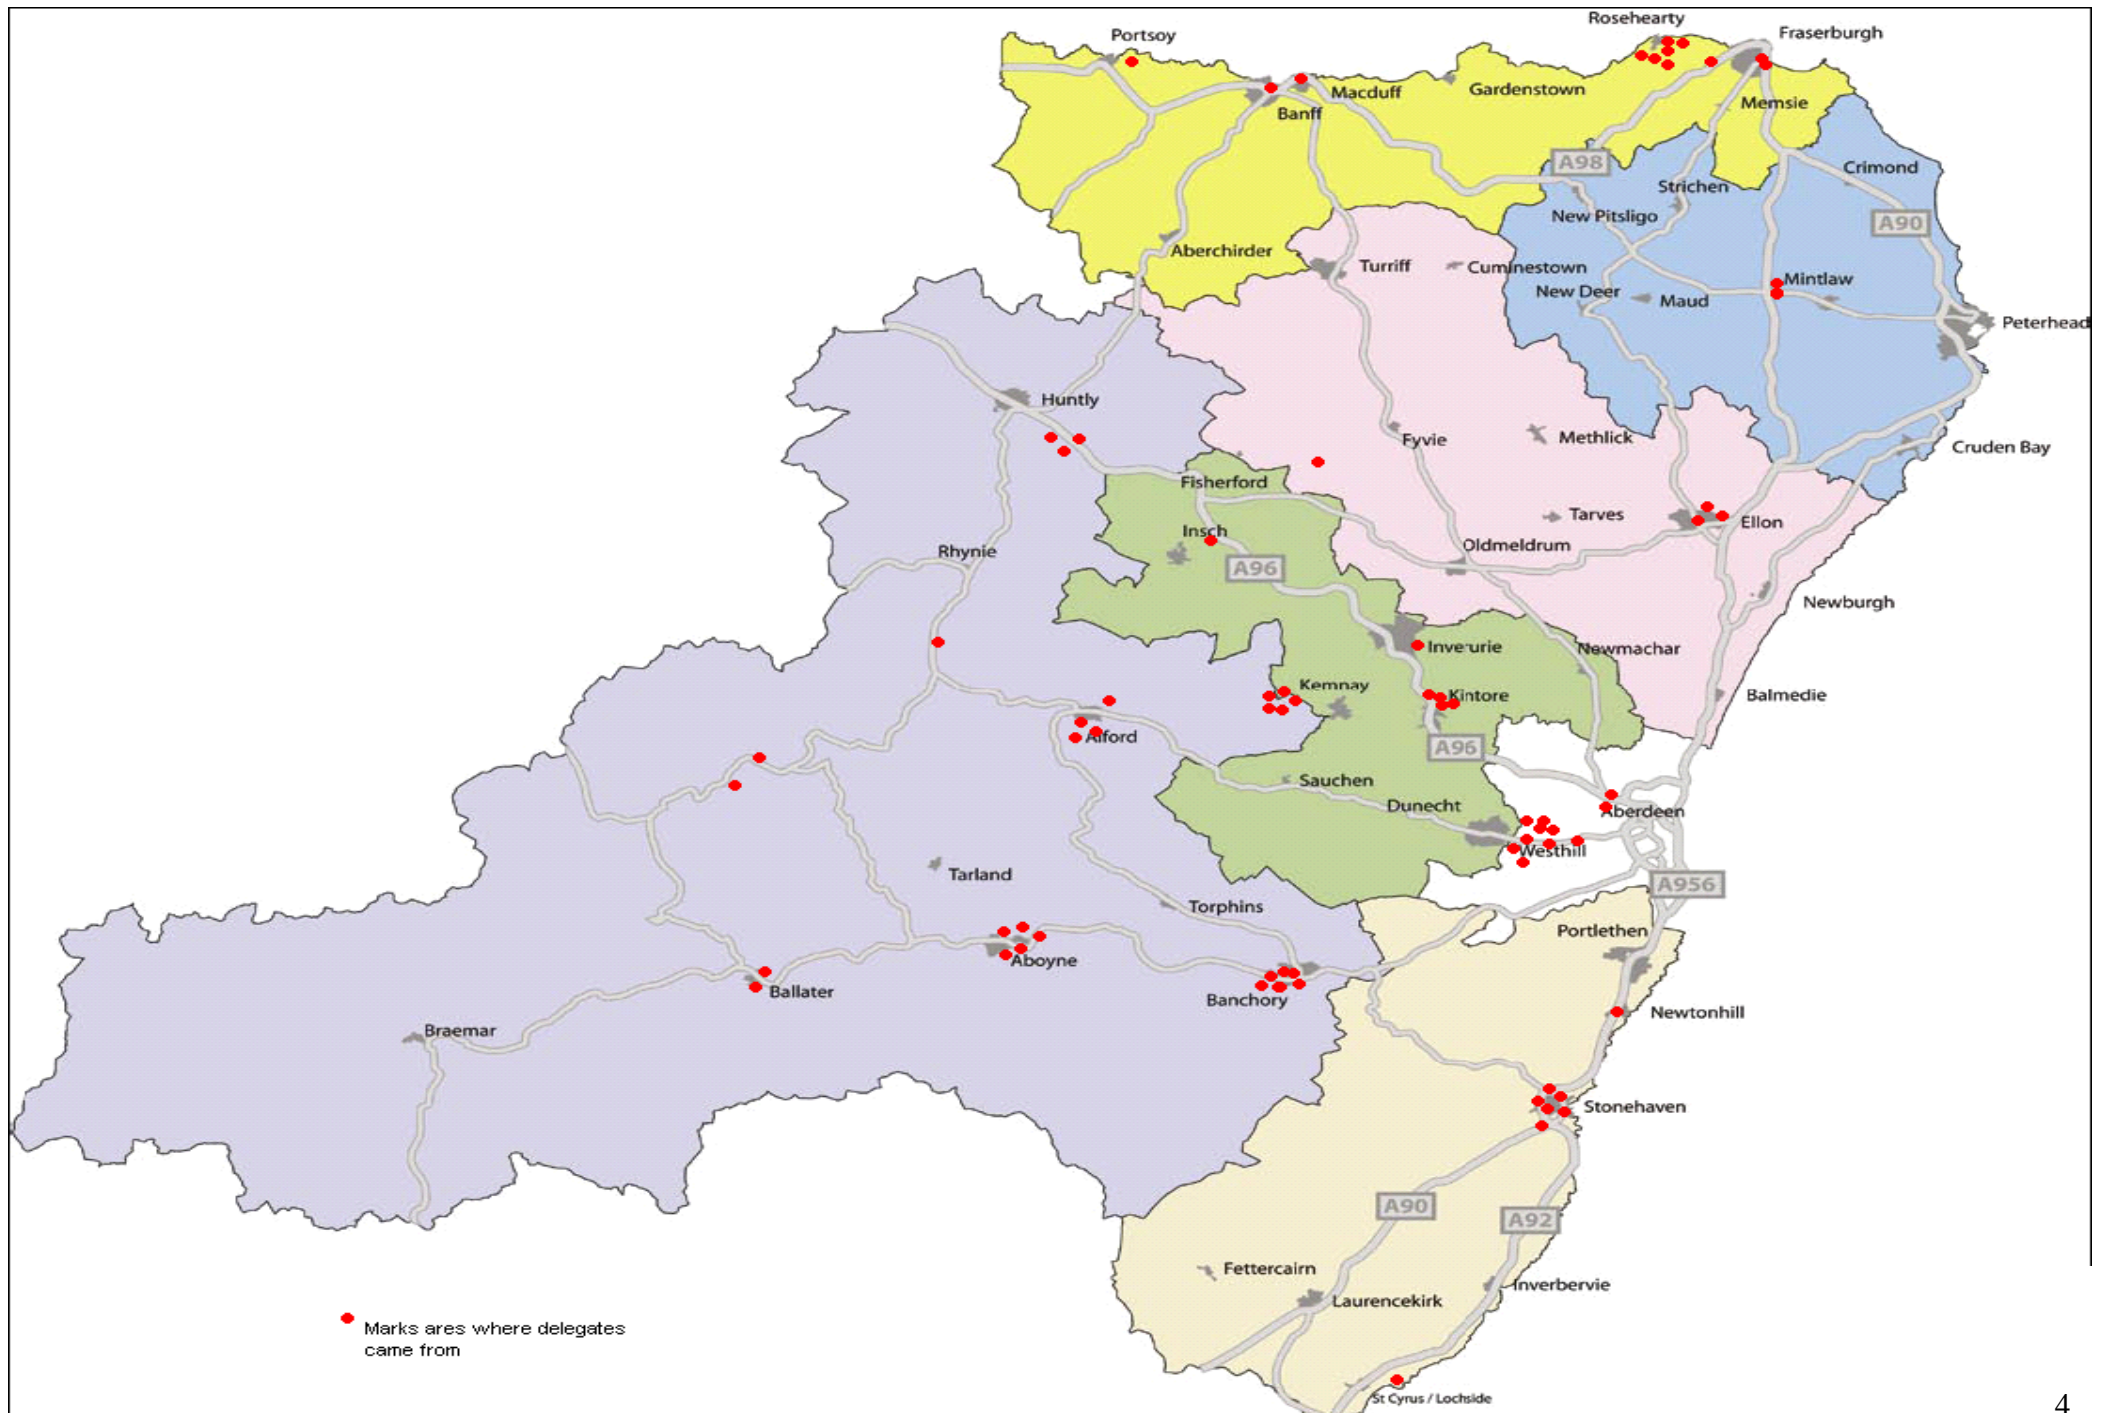 Rosehearty
Portsoy
Fraserburgh
Macduff
Gardenstown
Banff
Memsie
A98
Crimond
Strichen
New Pitsligo
A90
Aberchirder
Turriff
Cuminestown
Mintlaw
New Deer
Maud
Peterhead
Huntly
Fyvie
Methlick
Cruden Bay
Fisherford
Tarves
Ellon
Insch
Oldmeldrum
Rhynie
A96
Newburgh
Inverurie
Newmachar
Kemnay
Kintore
Balmedie
Alford
A96
Sauchen
Dunecht
Aberdeen
Westhill
Tarland
A956
Torphins
Portlethen
Aboyne
Ballater
Banchory
Newtonhill
Braemar
Stonehaven
A90
A92
Fettercairn
Inverbervie
Laurencekirk
Marks ares where delegates
came from
St Cyrus / Lochside
4